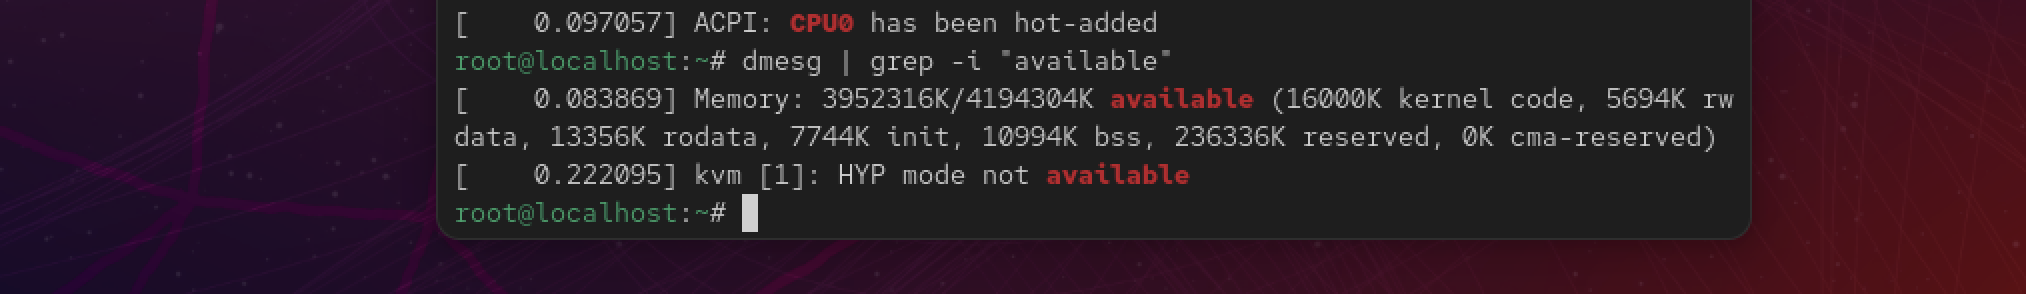 [    0.097057] ACPI: CPU0 has been hot-added
root@localhost:~# dmesg | grep -i "available"
[    0.083869] Memory: 3952316K/4194304K available (16000K kernel code, 5694K rw
data, 13356K rodata, 7744K init, 10994K bss, 236336K reserved, 0K cma-reserved)
[    0.222095] kvm [1]: HYP mode not available
root@localhost:~#